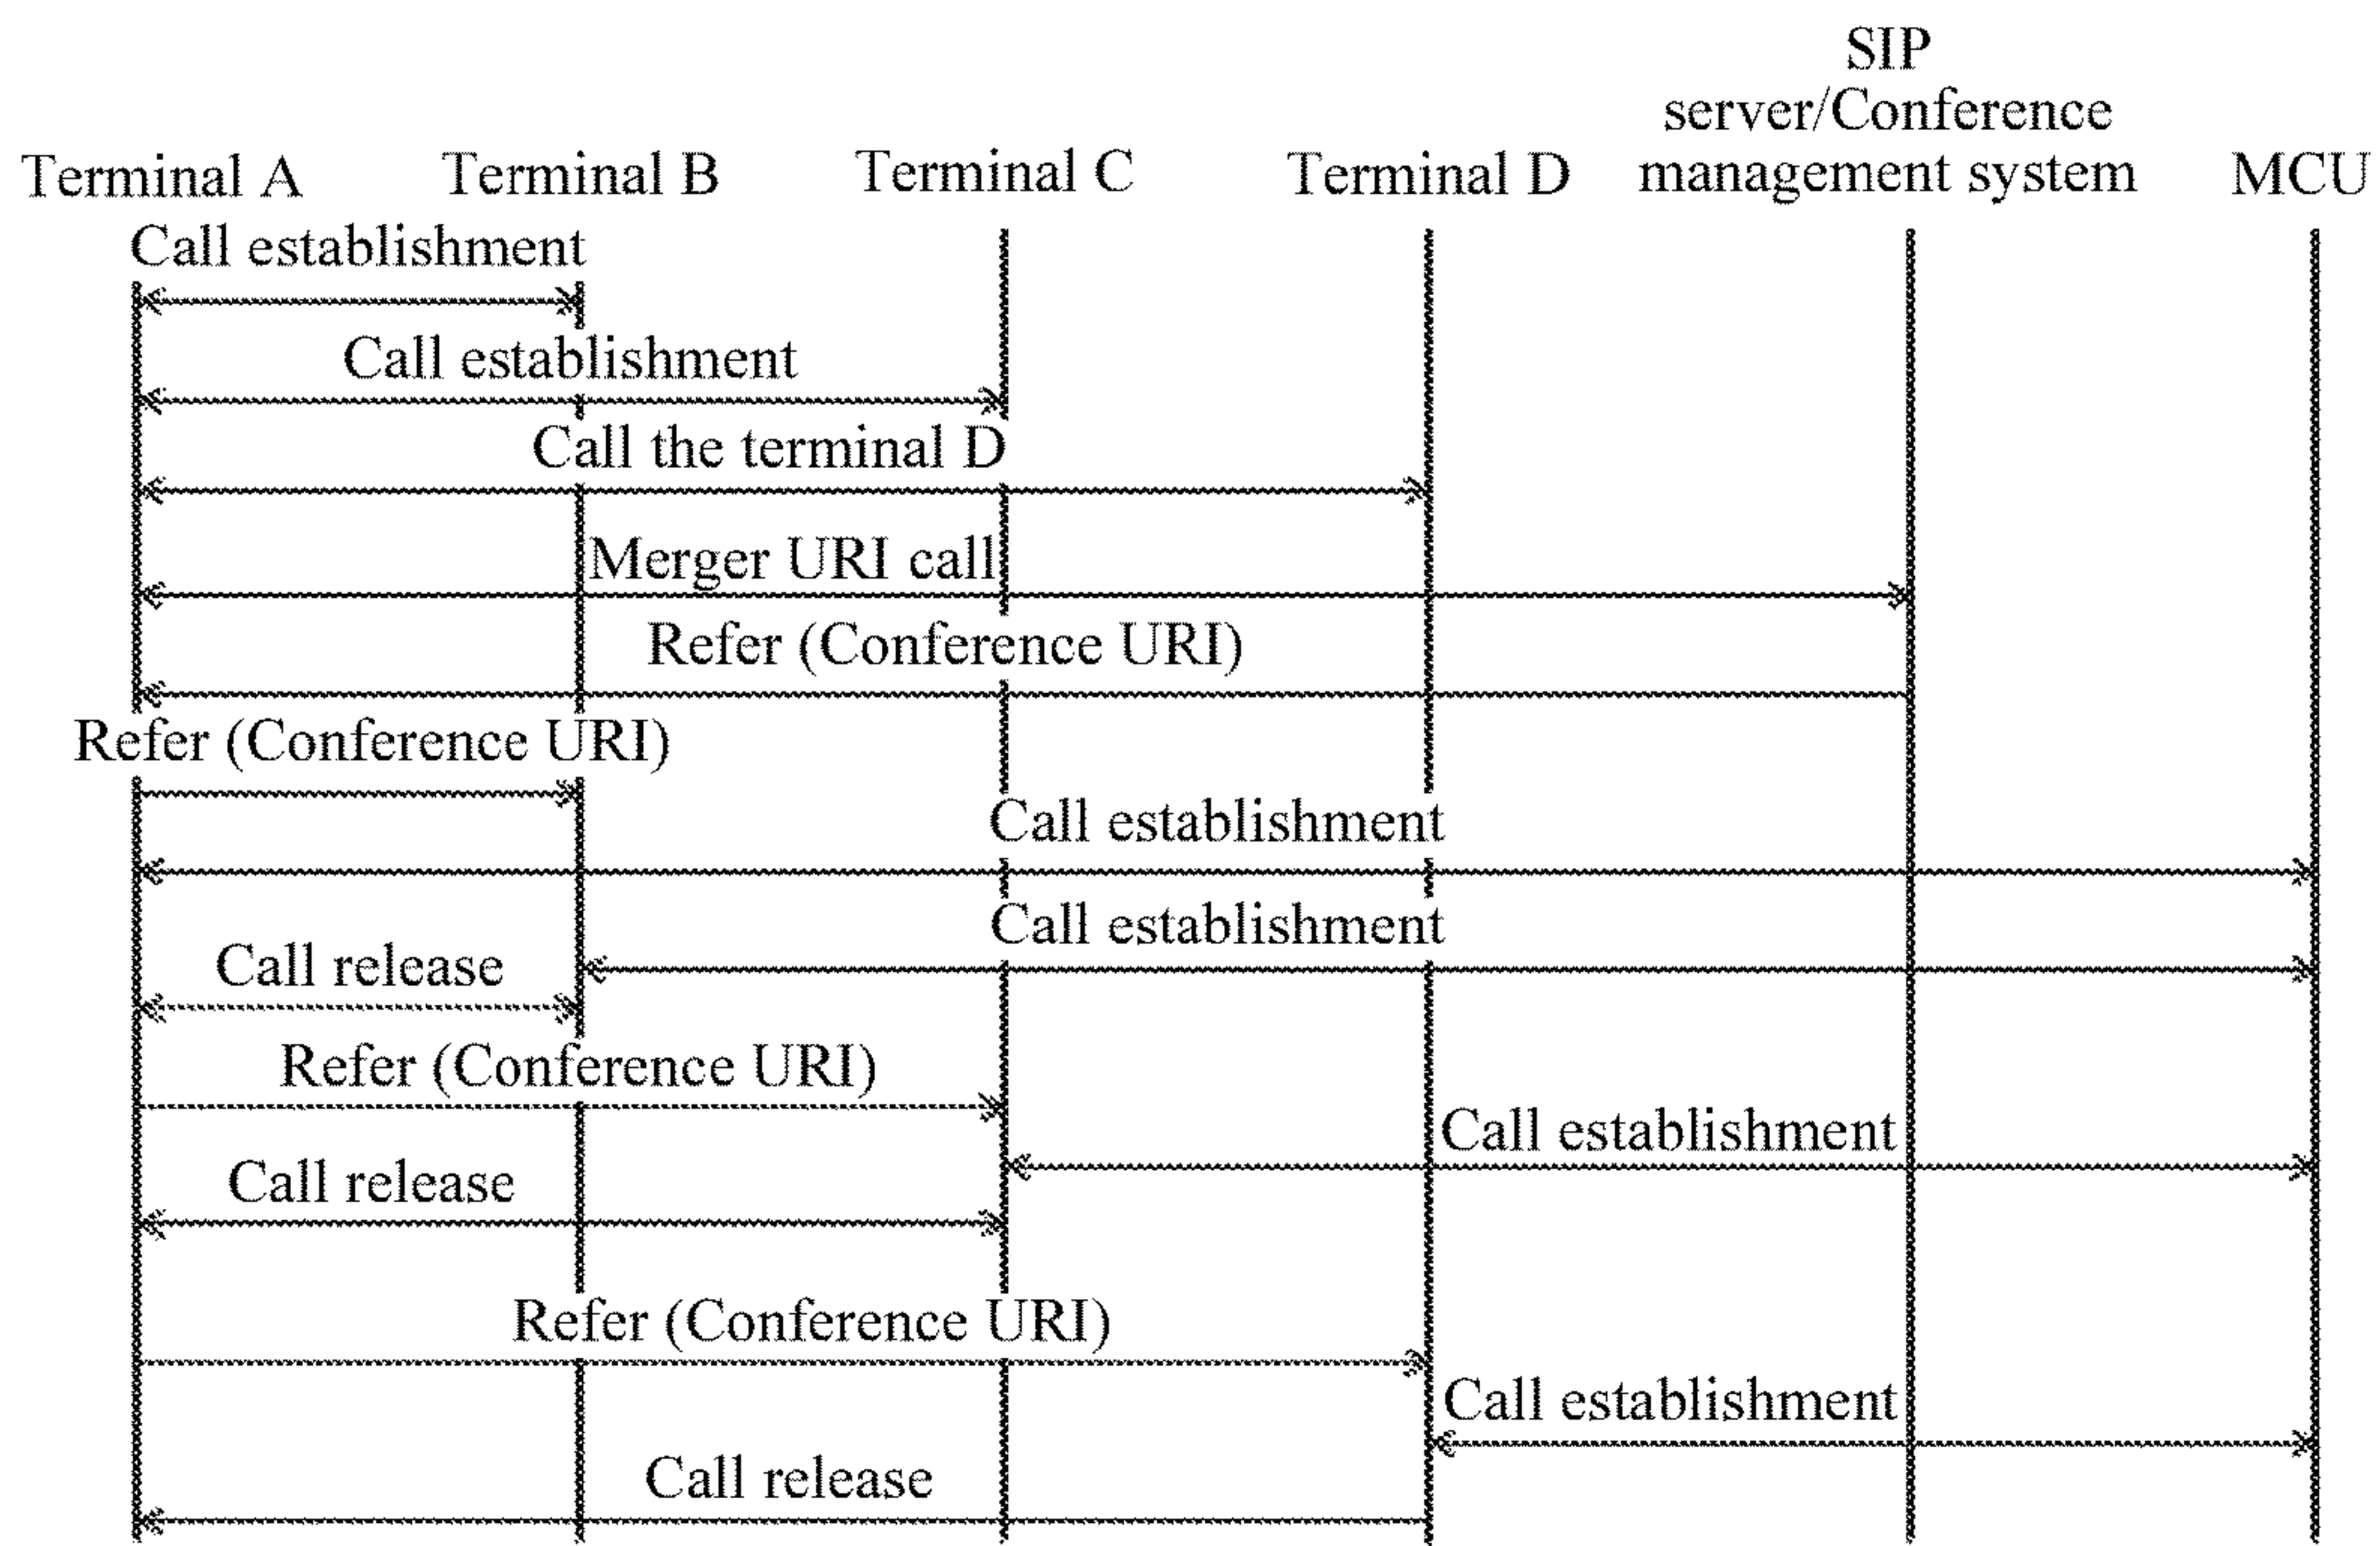 SIP
server/Conference
management system
Terminal A
Terminal B
Terminal C
Terminal D
MCU
Call establishment
Call establishment
Call the terminal D
Merger URI call
Refer (Conference URI)
Refer (Conference URI)
Call establishment
Call establishment
Call release
Refer (Conference URI)
Call establishment
Call release
Refer (Conference URI)
Call establishment
Call release